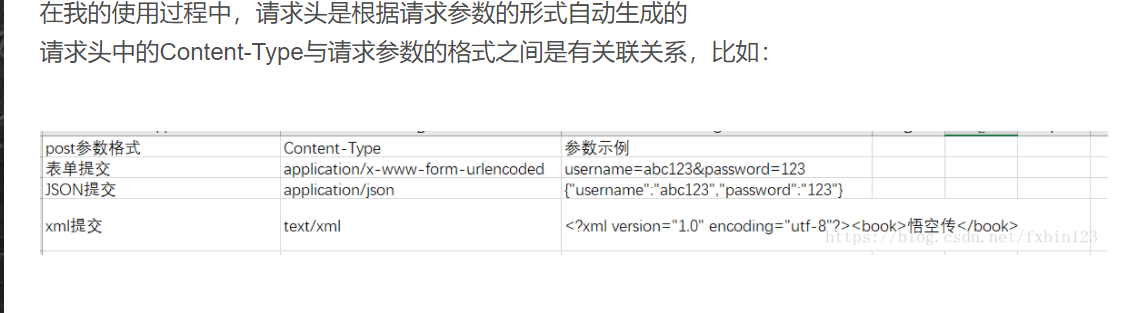 在我的使用过程中，请求头是根据请求参数的形式自动生成的
请求头中的Content-Type与请求参数的格式之间是有关联关系，比如：
post参数格式 Content-Type 参数示例
表单提交 application/x-www-form-urlencoded username=abc123&password=123
JSON提交 application/json {"username":"abc123","password":"123"}
xml提交 text/xml <?xml version="1.0" encoding="utf-8"?><book>悟空传</book>
https://blog.csdn.net/fxbin123